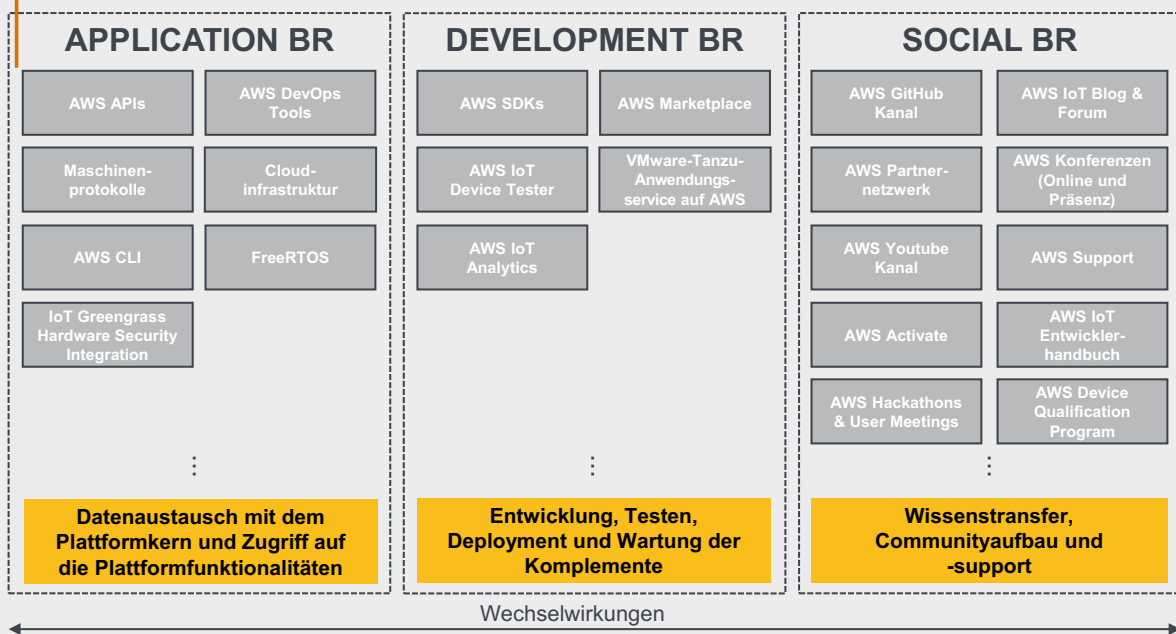 APPLICATION BR
AWS APIs
AWS DevOps
Tools
Maschinen-
protokolle
Cloud-
infrastruktur
AWS CLI
FreeRTOS
IoT Greengrass
Hardware Security
Integration
⋮
Datenaustausch mit dem
Plattformkern und Zugriff auf
die Plattformfunktionalitäten
DEVELOPMENT BR
AWS SDKs
AWS Marketplace
AWS IoT
Device Tester
VMware-Tanzu-
Anwendungs-
service auf AWS
AWS IoT
Analytics
⋮
Entwicklung, Testen,
Deployment und Wartung der
Komplemente
SOCIAL BR
AWS GitHub
Kanal
AWS IoT Blog &
Forum
AWS Partner-
netzwerk
AWS Konferenzen
(Online und
Präsenz)
AWS Youtube
Kanal
AWS Support
AWS Activate
AWS IoT
Entwickler-
handbuch
AWS Hackathons
& User Meetings
AWS Device
Qualification
Program
⋮
Wissenstransfer,
Communityaufbau und
-support
Wechselwirkungen